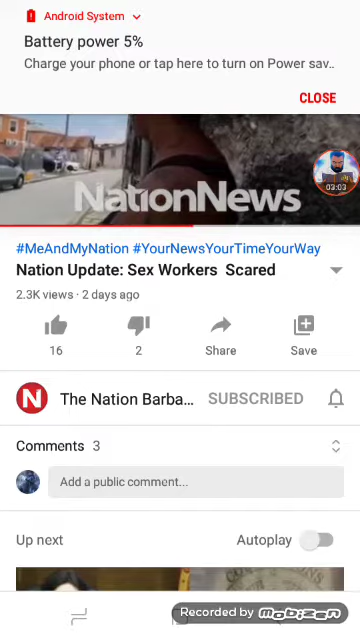 Android System
Battery power 5%
Charge your phone or tap here to turn on Power sav..
CLOSE
NationNews
03:03
#MeAndMyNation #YourNewsYourTimeYourWay
Nation Update: Sex Workers Scared
2.3K views · 2 days ago
16
2
Share
Save
N
The Nation Barba...
SUBSCRIBED
Comments 3
Add a public comment...
Up next
Autoplay
Recorded by mobizen